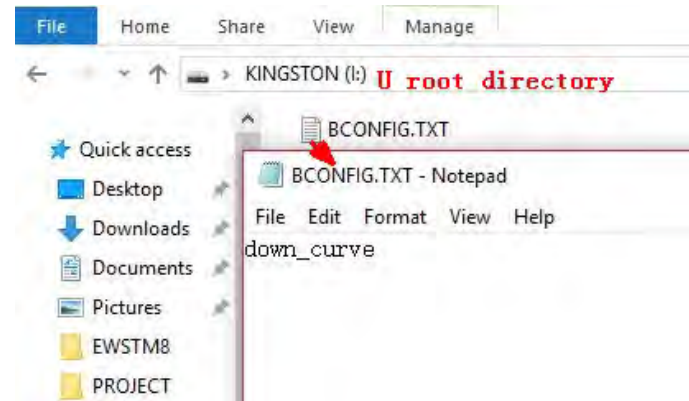 File Home Share View Manage
KINGSTON (I:) U root directory
BCONFIG.TXT
Quick access
BCONFIG.TXT - Notepad
Desktop
File Edit Format View Help
Downloads
down_curve
Documents
Pictures
EWSTM8
PROJECT